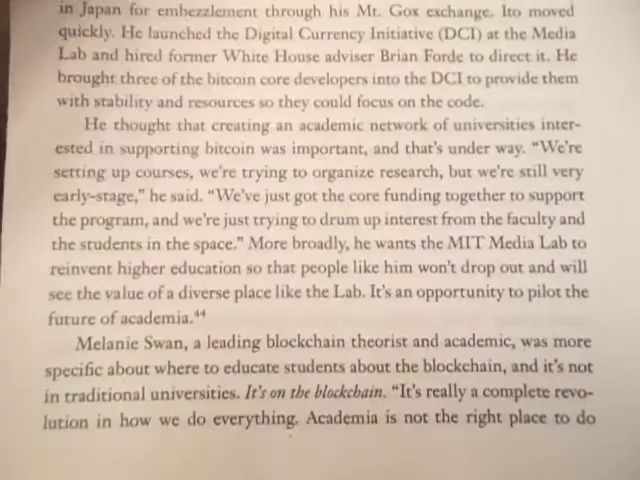 in Japan for embezzlement through his Mt. Gox exchange. Ito moved
quickly. He launched the Digital Currency Initiative (DCI) at the Media
Lab and hired former White House adviser Brian Forde to direct it. He
brought three of the bitcoin core developers into the DCI to provide them
with stability and resources so they could focus on the code.
He thought that creating an academic network of universities inter-
ested in supporting bitcoin was important, and that’s under way. “We’re
setting up courses, we’re trying to organize research, but we’re still very
early-stage,” he said. “We’ve just got the core funding together to support
the program, and we’re just trying to drum up interest from the faculty and
the students in the space.” More broadly, he wants the MIT Media Lab to
reinvent higher education so that people like him won’t drop out and will
see the value of a diverse place like the Lab. It’s an opportunity to pilot the
future of academia.⁴⁴
Melanie Swan, a leading blockchain theorist and academic, was more
specific about where to educate students about the blockchain, and it’s not
in traditional universities. It’s on the blockchain. “It’s really a complete revo-
lution in how we do everything. Academia is not the right place to do